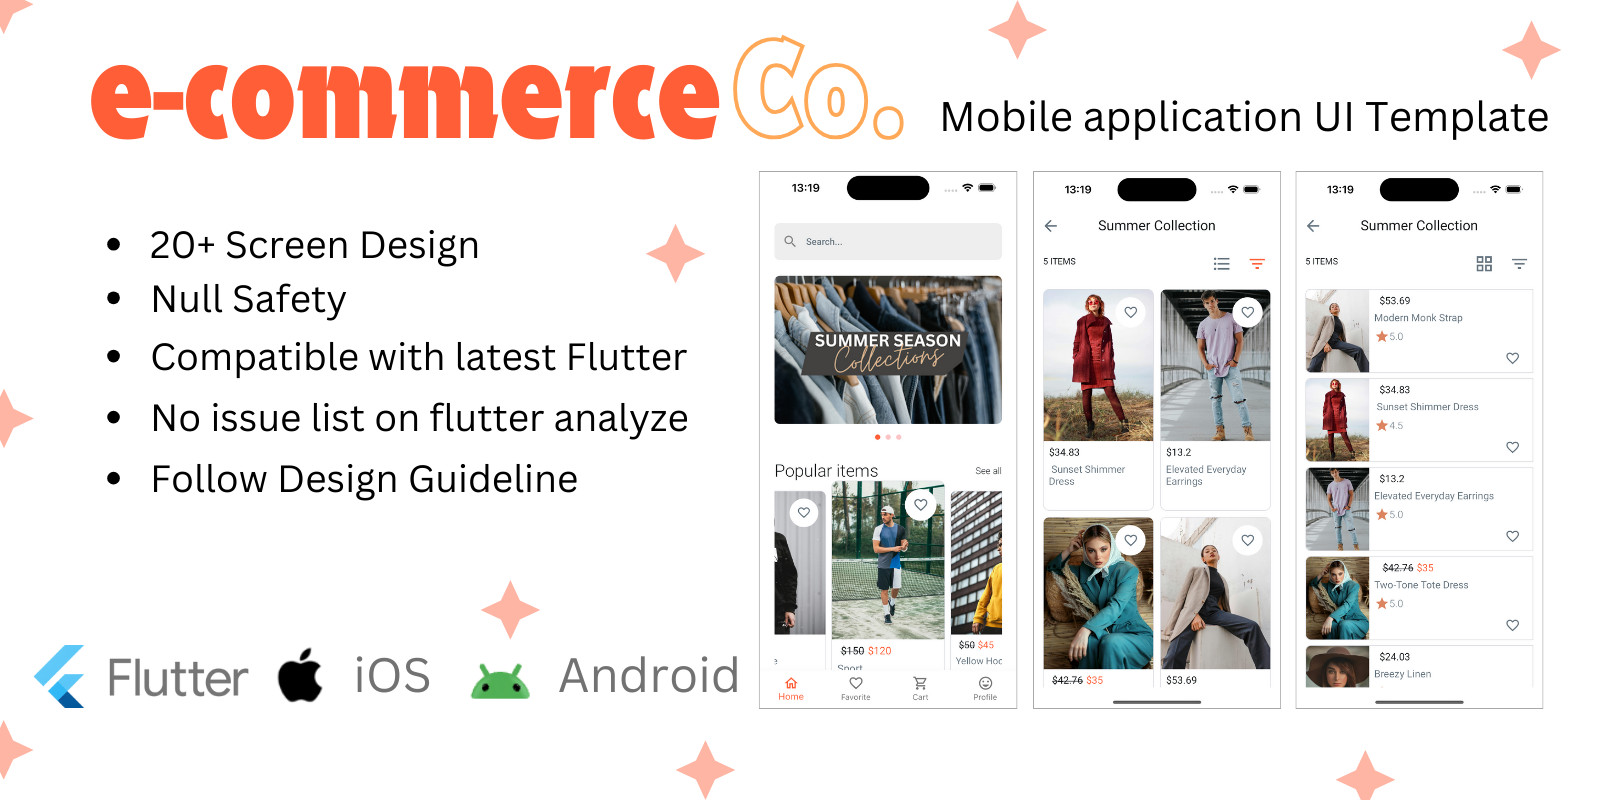 e-commerce Co.
Mobile application UI Template
20+ Screen Design
Null Safety
Compatible with latest Flutter
No issue list on flutter analyze
Follow Design Guideline
Flutter
iOS
Android
13:19
Search...
SUMMER SEASON
Collections
Popular items
See all
$150 $120
Sport
$50 $45
e
Yellow Hoo
Home
Favorite
Cart
Profile
13:19
Summer Collection
5 ITEMS
$34.83
Sunset Shimmer
Dress
$13.2
Elevated Everyday
Earrings
$42.76 $35
$53.69
13:19
Summer Collection
5 ITEMS
$53.69
Modern Monk Strap
5.0
$34.83
Sunset Shimmer Dress
4.5
$13.2
Elevated Everyday Earrings
5.0
$42.76 $35
Two-Tone Tote Dress
5.0
$24.03
Breezy Linen